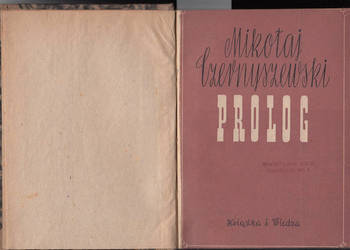 Mikołaj
Czernyszewski
PROLOG
Książka i Wiedza